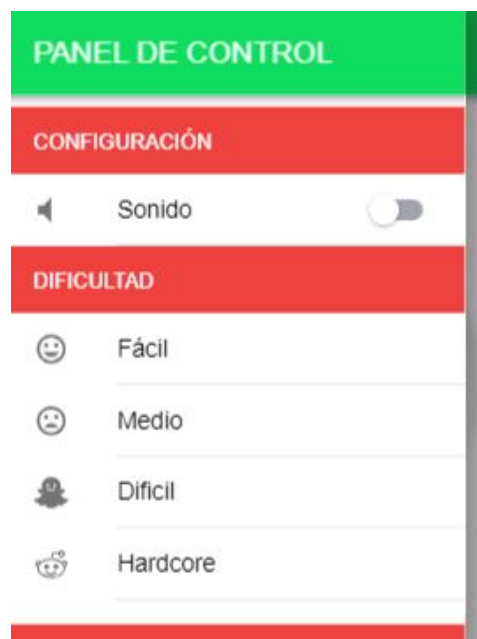 PANEL DE CONTROL
CONFIGURACIÓN
Sonido
DIFICULTAD
Fácil
Medio
Dificil
Hardcore